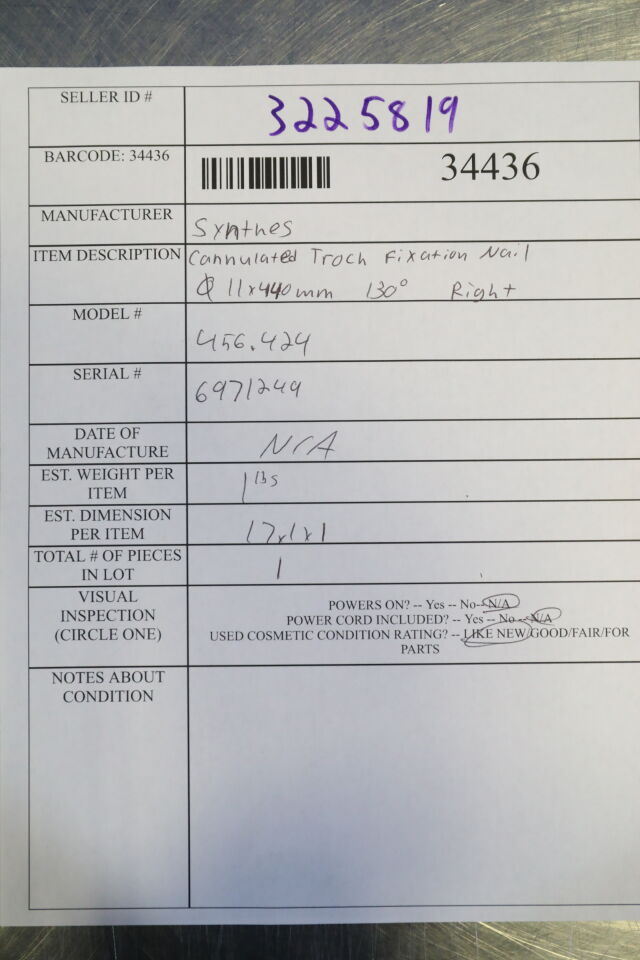 SELLER ID #
3225819
BARCODE: 34436
34436
MANUFACTURER
Synthes
ITEM DESCRIPTION
Cannulated Troch Fixation Nail
11x440mm 130° Right
MODEL #
456.424
SERIAL #
6971249
DATE OF
MANUFACTURE
N/A
EST. WEIGHT PER
ITEM
1 lbs
EST. DIMENSION
PER ITEM
17x1x1
TOTAL # OF PIECES
IN LOT
1
VISUAL
INSPECTION
(CIRCLE ONE)
POWERS ON? -- Yes -- No--N/A
POWER CORD INCLUDED? -- Yes -- No --N/A
USED COSMETIC CONDITION RATING? -- LIKE NEW/GOOD/FAIR/FOR
PARTS
NOTES ABOUT
CONDITION